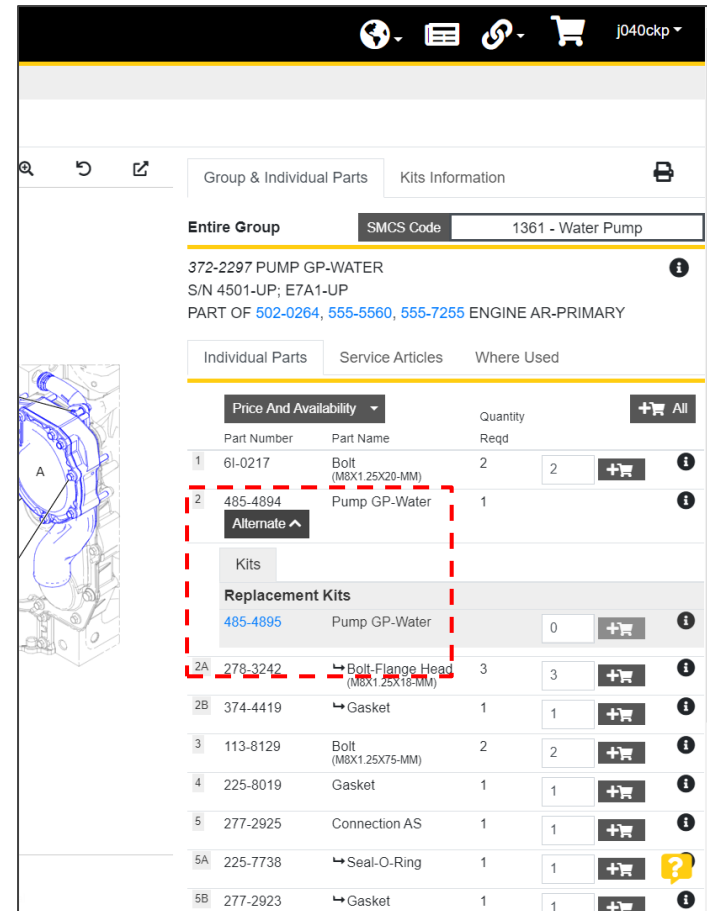 j040ckp
Group & Individual Parts Kits Information
Entire Group SMCS Code 1361 - Water Pump
372-2297 PUMP GP-WATER
S/N 4501-UP; E7A1-UP
PART OF 502-0264, 555-5560, 555-7255 ENGINE AR-PRIMARY
Individual Parts Service Articles Where Used
Price And Availability Quantity All
Part Number Part Name Reqd
1 6I-0217 Bolt 2 2
(M8X1.25X20-MM)
2 485-4894 Pump GP-Water 1
Alternate
Kits
Replacement Kits
485-4895 Pump GP-Water 0
2A 278-3242 Bolt-Flange Head 3 3
(M8X1.25X18-MM)
2B 374-4419 Gasket 1 1
3 113-8129 Bolt 2 2
(M8X1.25X75-MM)
4 225-8019 Gasket 1 1
5 277-2925 Connection AS 1 1
5A 225-7738 Seal-O-Ring 1 1
5B 277-2923 Gasket 1 1
A